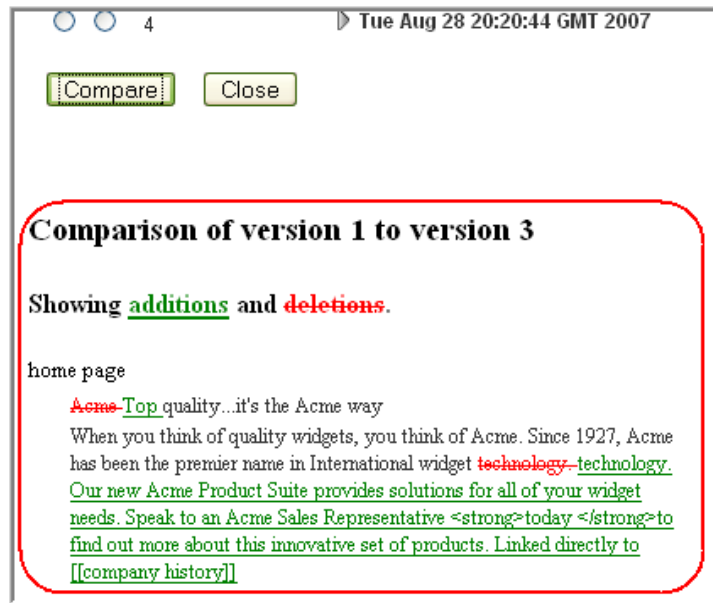 4 Tue Aug 28 20:20:44 GMT 2007
Compare Close
Comparison of version 1 to version 3
Showing additions and deletions.
home page
Acme Top quality...it's the Acme way
When you think of quality widgets, you think of Acme. Since 1927, Acme
has been the premier name in International widget technology. technology.
Our new Acme Product Suite provides solutions for all of your widget
needs. Speak to an Acme Sales Representative <strong>today </strong>to
find out more about this innovative set of products. Linked directly to
[[company history]]